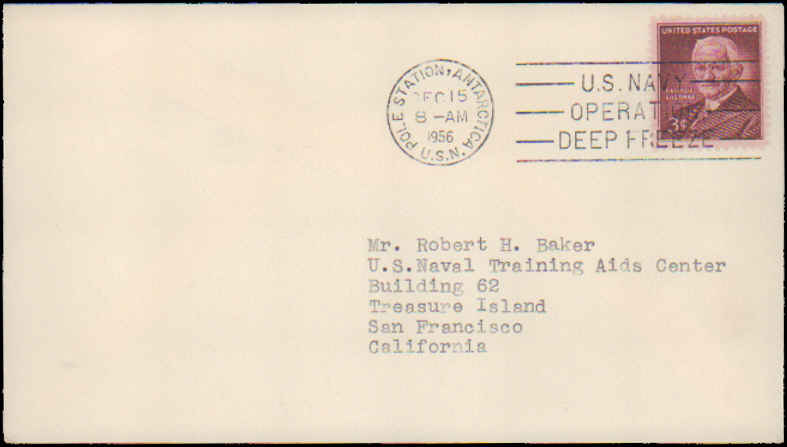 UNITED STATES POSTAGE
POLE STATION, ANTARCTICA
DEC 15
8 -AM
1956
U.S.N.
U.S. NAVY
OPERATION
DEEP FREEZE
3¢
Mr. Robert H. Baker
U.S.Naval Training Aids Center
Building 62
Treasure Island
San Francisco
California